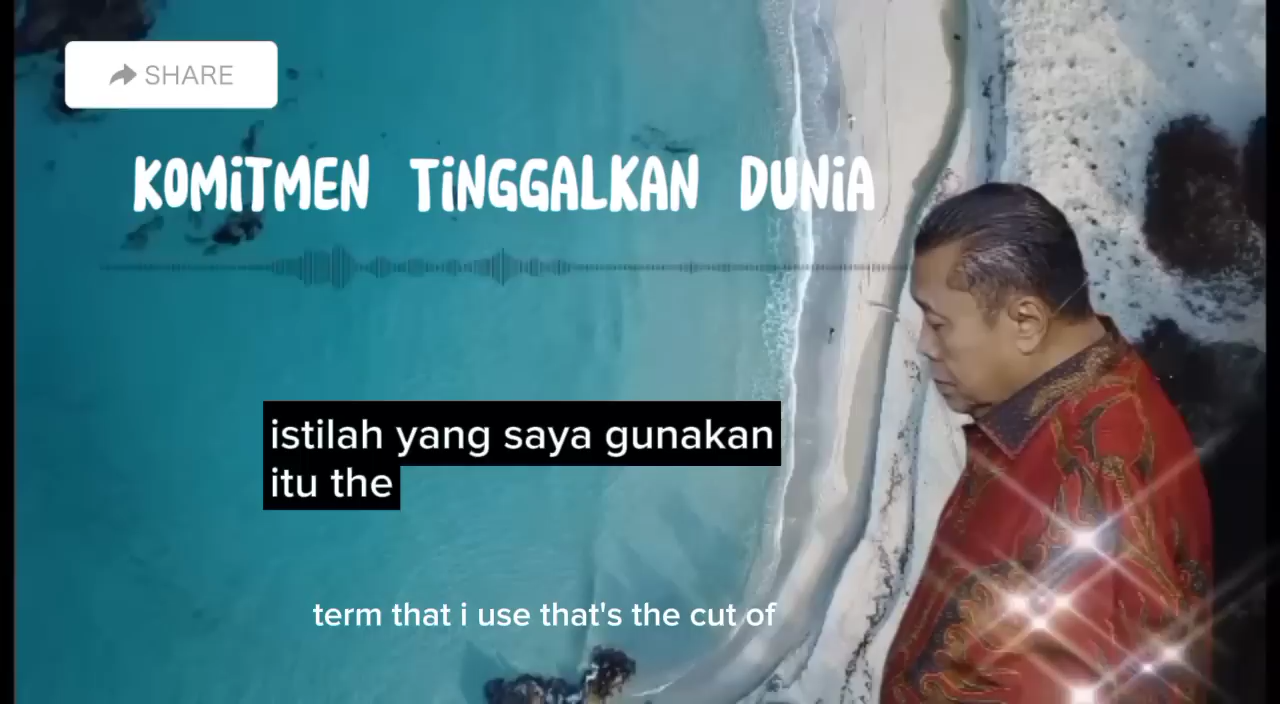 SHARE
KOMiTMEN TiNGGALKAN DUNiA
istilah yang saya gunakan
itu the
term that i use that's the cut of